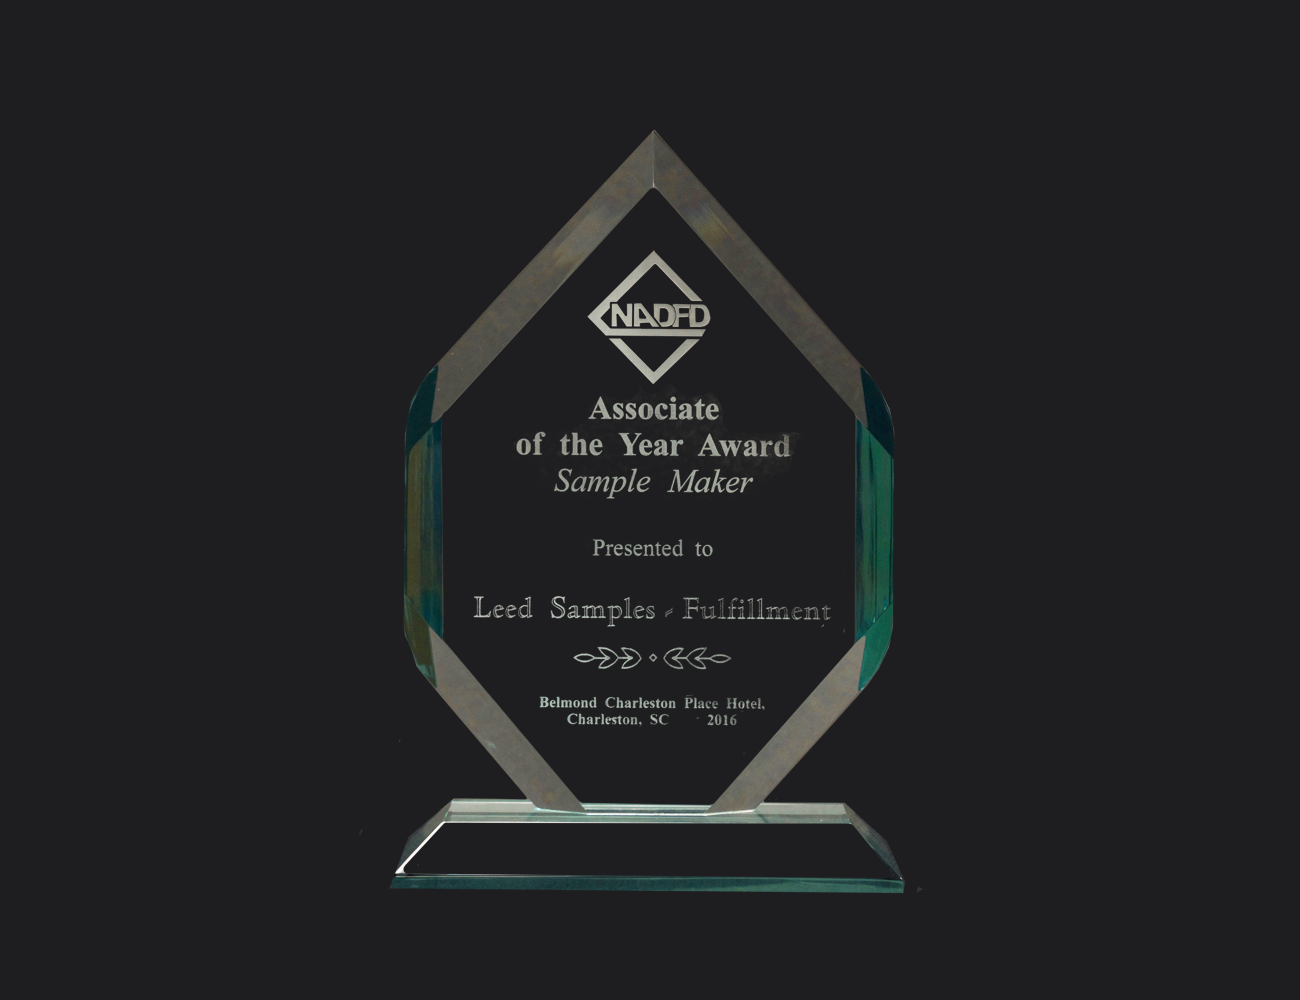 NADFD
Associate
of the Year Award
Sample Maker
Presented to
Leed Samples - Fulfillment
Belmond Charleston Place Hotel,
Charleston, SC 2016